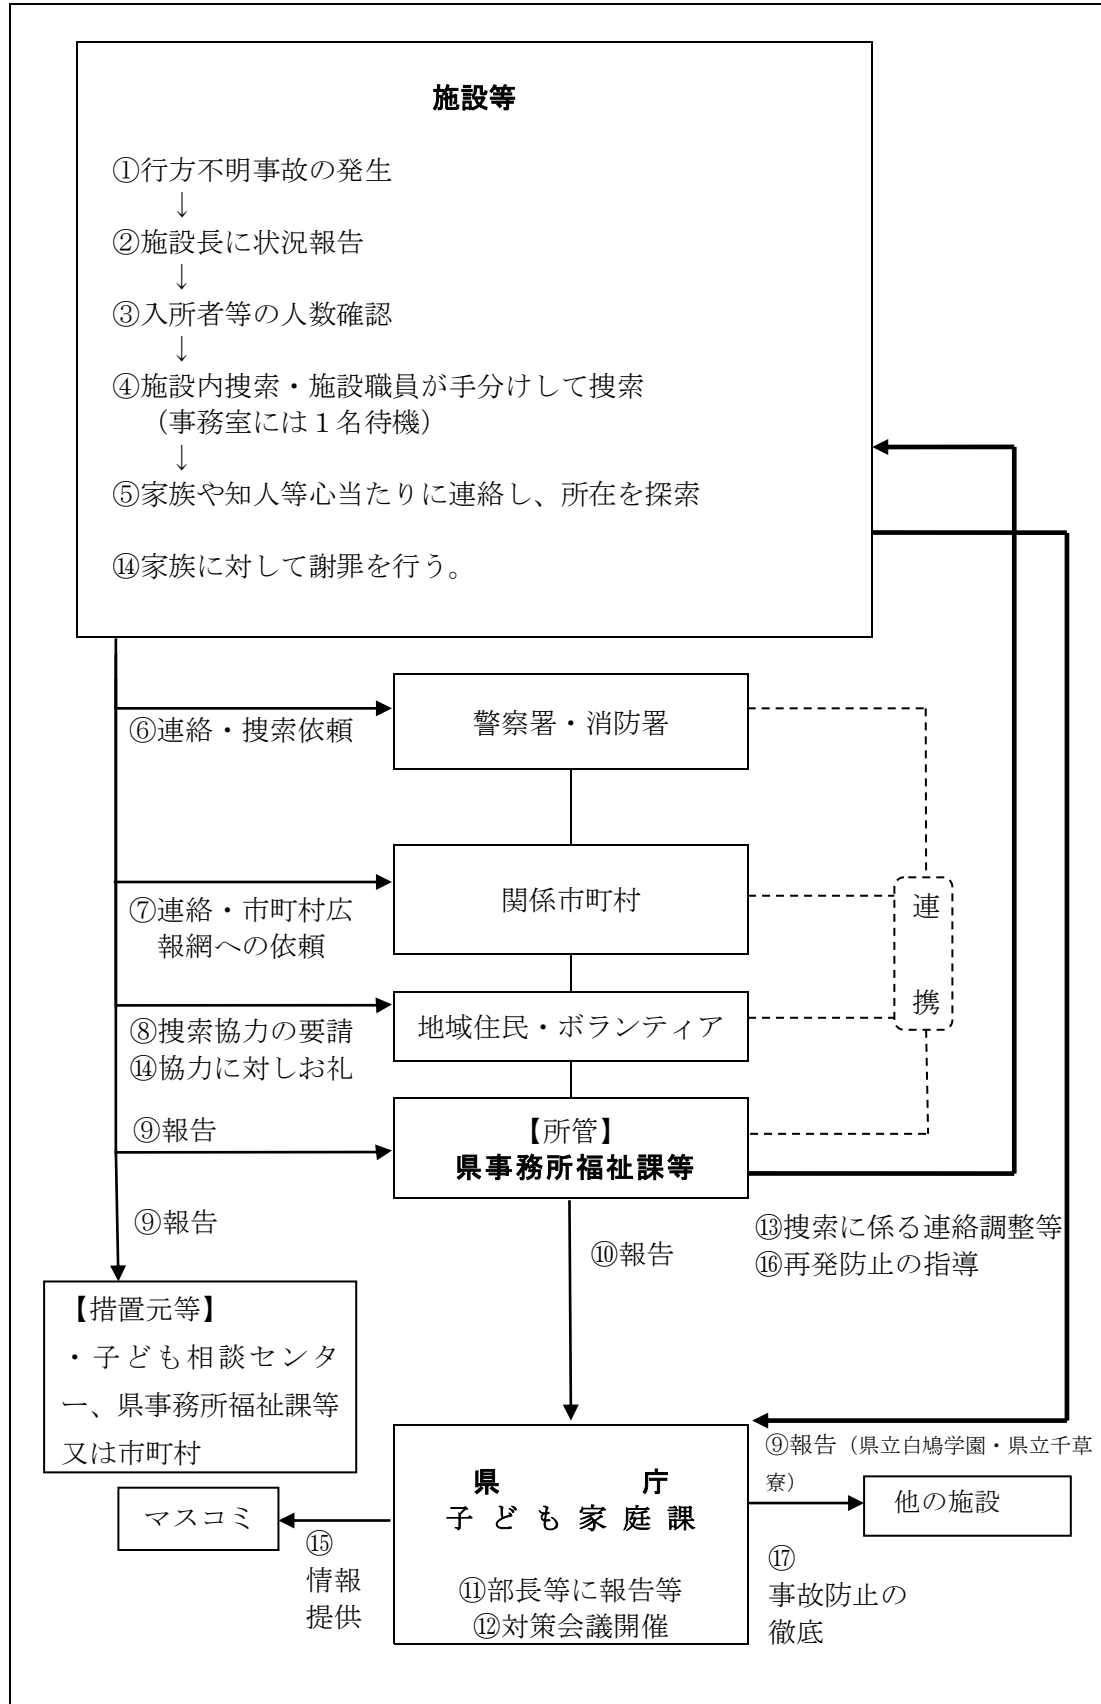 施設等
①行方不明事故の発生
↓
②施設長に状況報告
↓
③入所者等の人数確認
↓
④施設内捜索・施設職員が手分けして捜索
（事務室には１名待機）
↓
⑤家族や知人等心当たりに連絡し、所在を探索
⑭家族に対して謝罪を行う。
⑥連絡・捜索依頼
警察署・消防署
⑦連絡・市町村広
報網への依頼
関係市町村
連
携
⑧捜索協力の要請
⑭協力に対しお礼
地域住民・ボランティア
⑨報告
【所管】
県事務所福祉課等
⑨報告
⑩報告
⑬捜索に係る連絡調整等
⑯再発防止の指導
【措置元等】
・子ども相談センタ
ー、県事務所福祉課等
又は市町村
⑨報告（県立白鳩学園・県立千草
寮）
県　　　　庁
子 ど も 家 庭 課
⑪部長等に報告等
⑫対策会議開催
マスコミ
⑮
情報
提供
他の施設
⑰
事故防止の
徹底